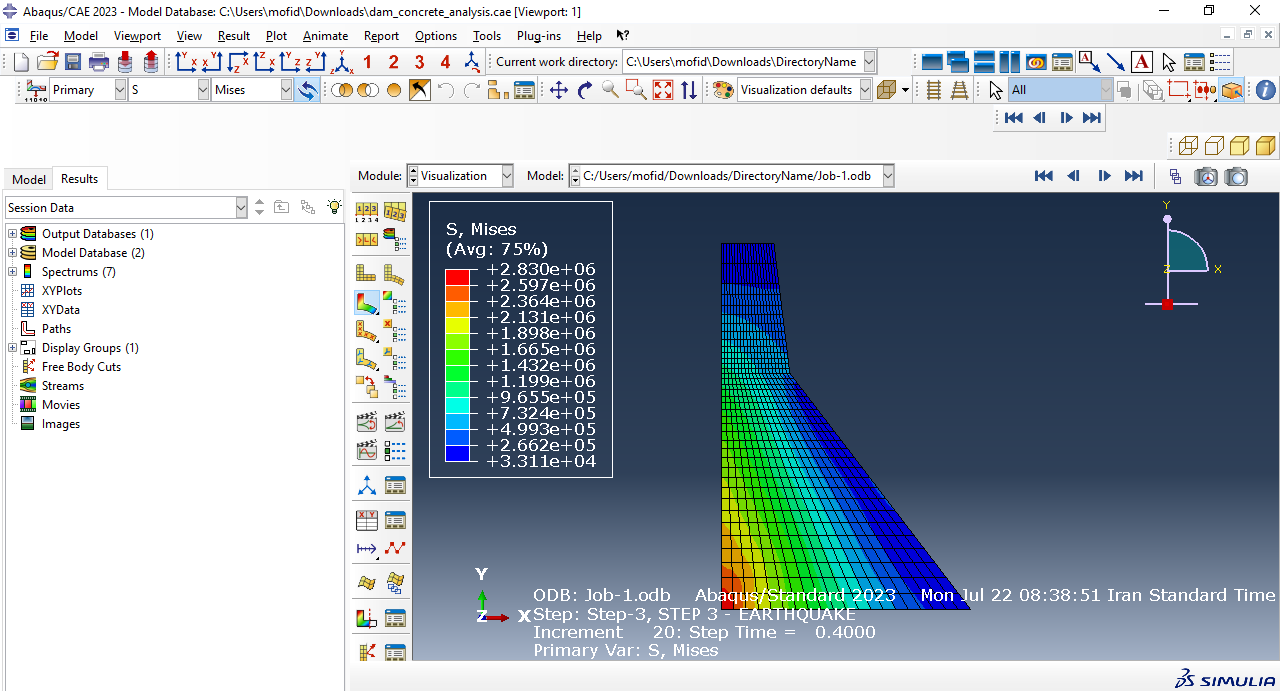 Abaqus/CAE 2023 - Model Database: C:\Users\mofid\Downloads\dam_concrete_analysis.cae [Viewport: 1]
File Model Viewport View Result Plot Animate Report Options Tools Plug-ins Help
1 2 3 4 Current work directory: C:\Users\mofid\Downloads\DirectoryName
Primary S Mises Visualization defaults All
Model Results
Module: Visualization Model: C:/Users/mofid/Downloads/DirectoryName/Job-1.odb
Session Data
Output Databases (1)
Model Database (2)
Spectrums (7)
XYPlots
XYData
Paths
Display Groups (1)
Free Body Cuts
Streams
Movies
Images
S, Mises
(Avg: 75%)
+2.830e+06
+2.597e+06
+2.364e+06
+2.131e+06
+1.898e+06
+1.665e+06
+1.432e+06
+1.199e+06
+9.655e+05
+7.324e+05
+4.993e+05
+2.662e+05
+3.311e+04
Y
Z X
Y
Z X
ODB: Job-1.odb Abaqus/Standard 2023 Mon Jul 22 08:38:51 Iran Standard Time
Step: Step-3, STEP 3 - EARTHQUAKE
Increment 20: Step Time = 0.4000
Primary Var: S, Mises
SIMULIA